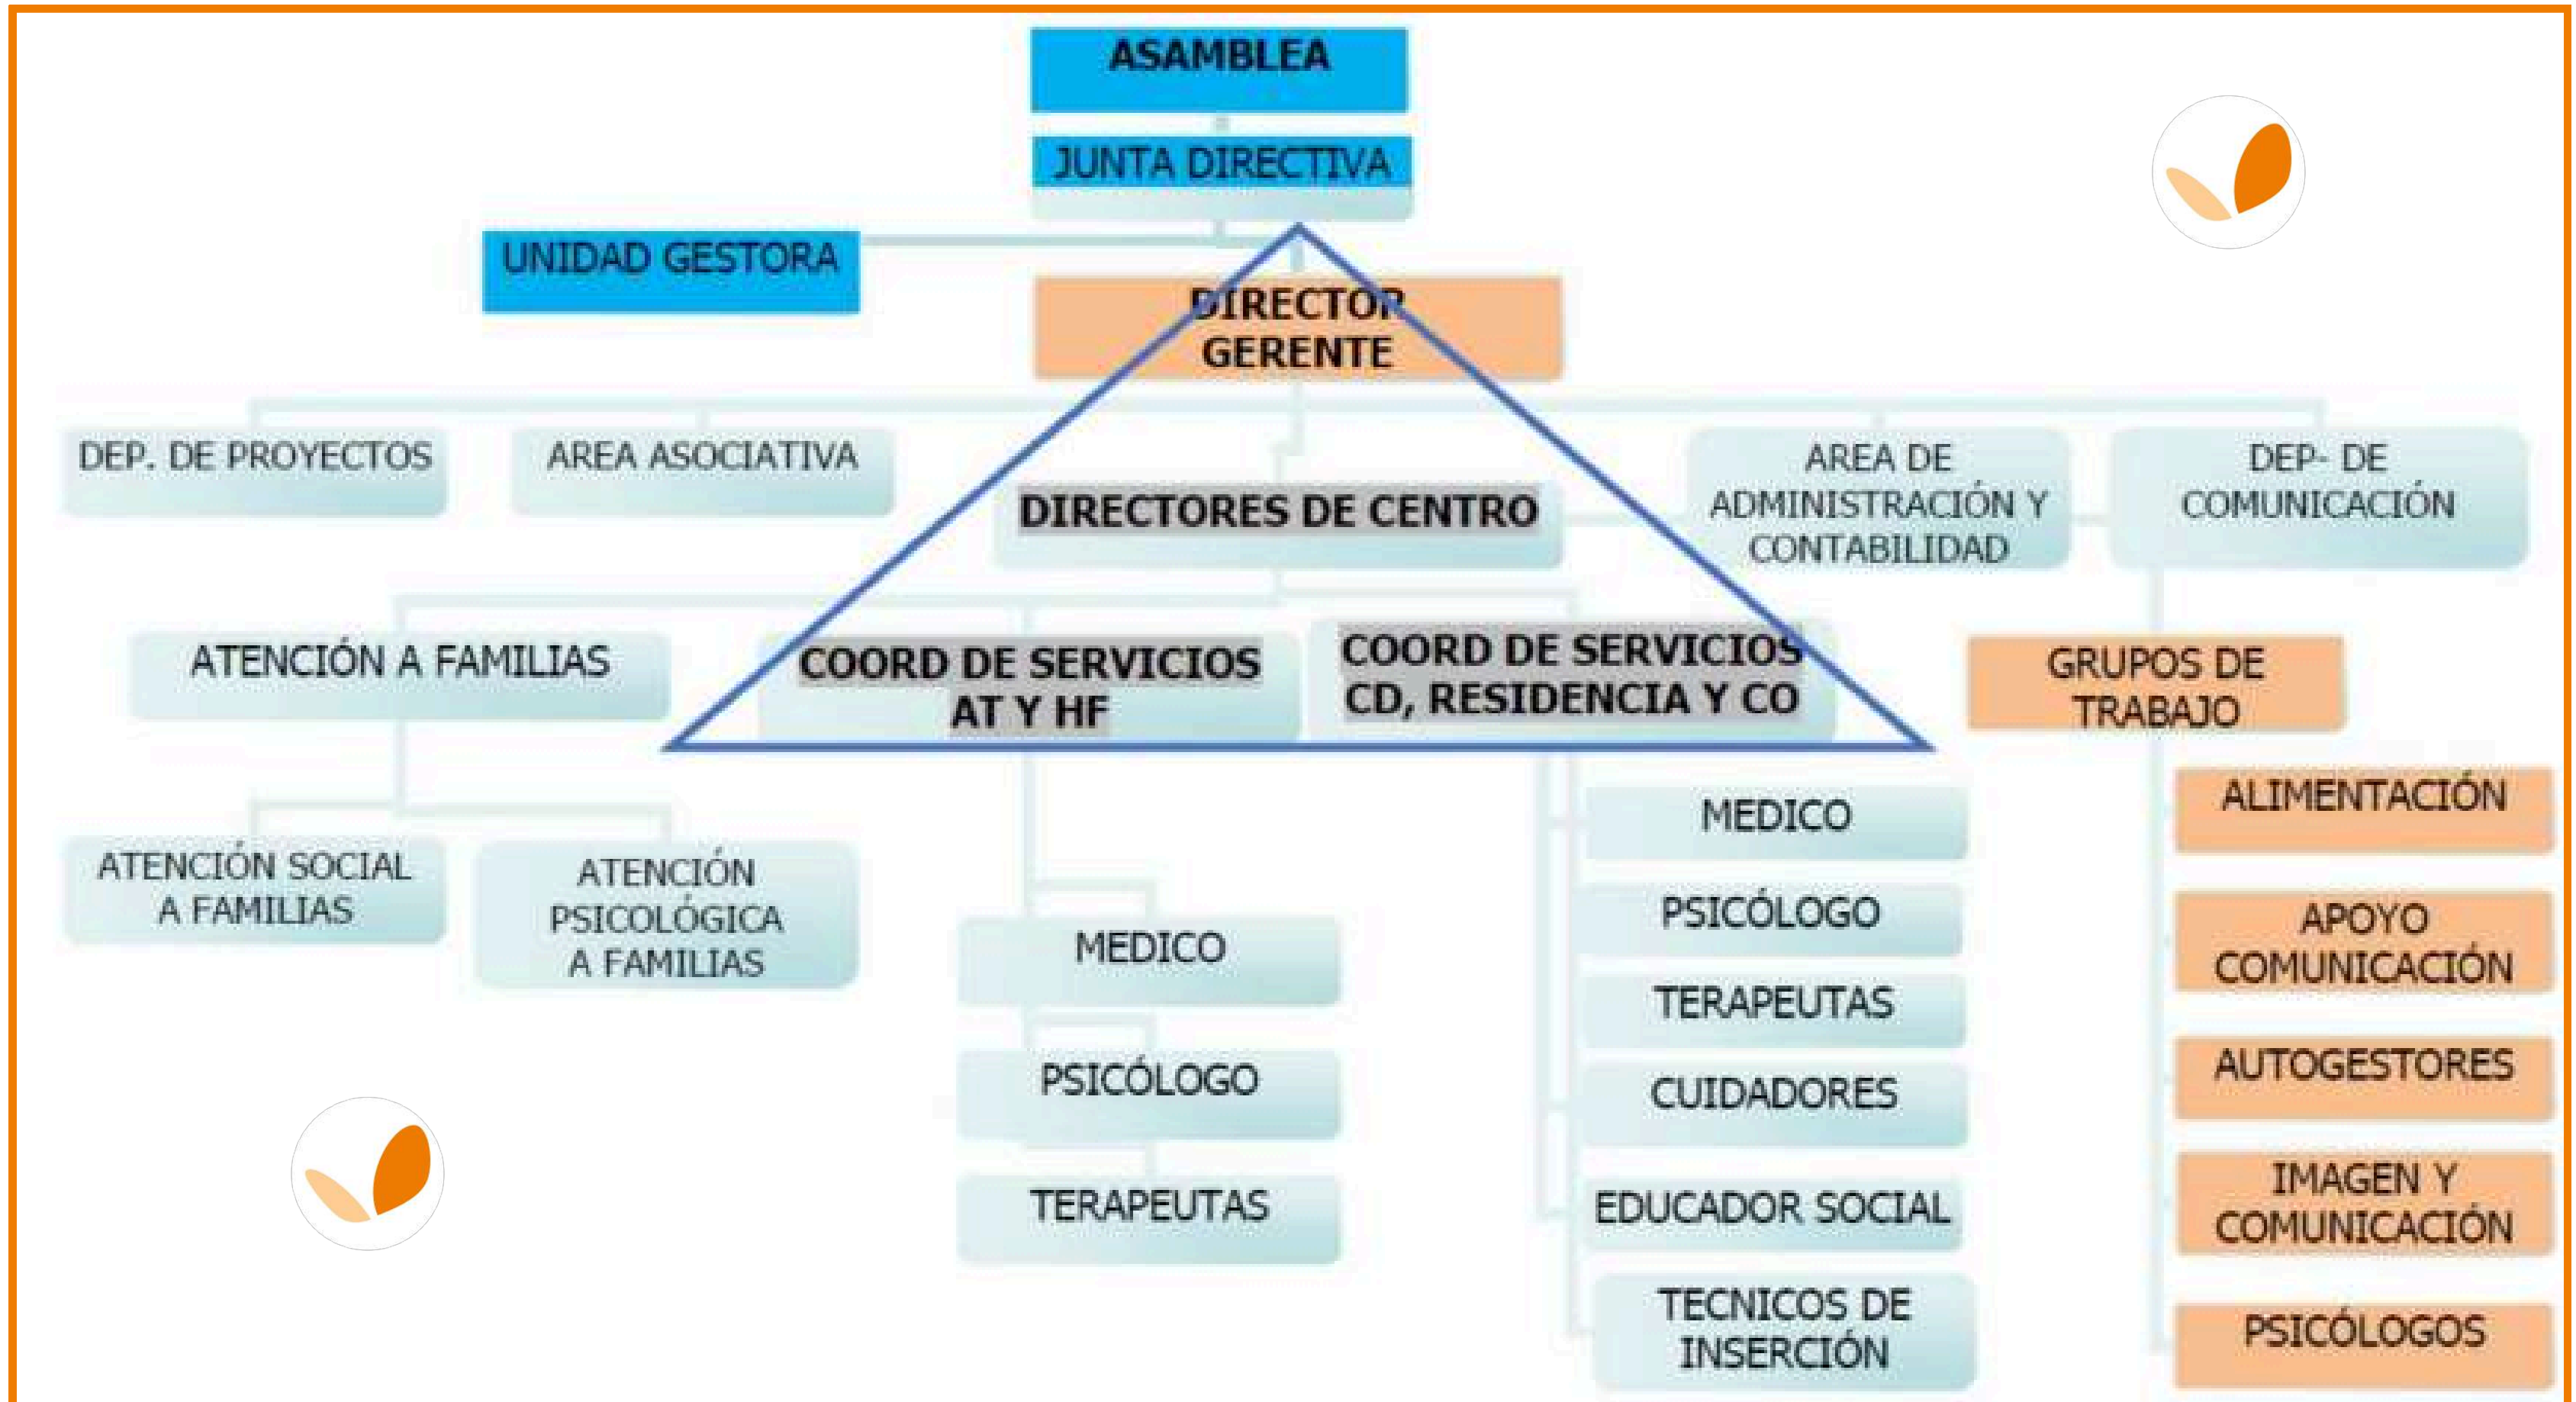 ASAMBLEA
JUNTA DIRECTIVA
UNIDAD GESTORA
DIRECTOR
GERENTE
DEP. DE PROYECTOS
AREA ASOCIATIVA
DIRECTORES DE CENTRO
AREA DE
ADMINISTRACIÓN Y
CONTABILIDAD
DEP- DE
COMUNICACIÓN
ATENCIÓN A FAMILIAS
COORD DE SERVICIOS
AT Y HF
COORD DE SERVICIOS
CD, RESIDENCIA Y CO
GRUPOS DE
TRABAJO
ATENCIÓN SOCIAL
A FAMILIAS
ATENCIÓN
PSICOLÓGICA
A FAMILIAS
MEDICO
PSICÓLOGO
TERAPEUTAS
MEDICO
PSICÓLOGO
TERAPEUTAS
CUIDADORES
EDUCADOR SOCIAL
TECNICOS DE
INSERCIÓN
ALIMENTACIÓN
APOYO
COMUNICACIÓN
AUTOGESTORES
IMAGEN Y
COMUNICACIÓN
PSICÓLOGOS